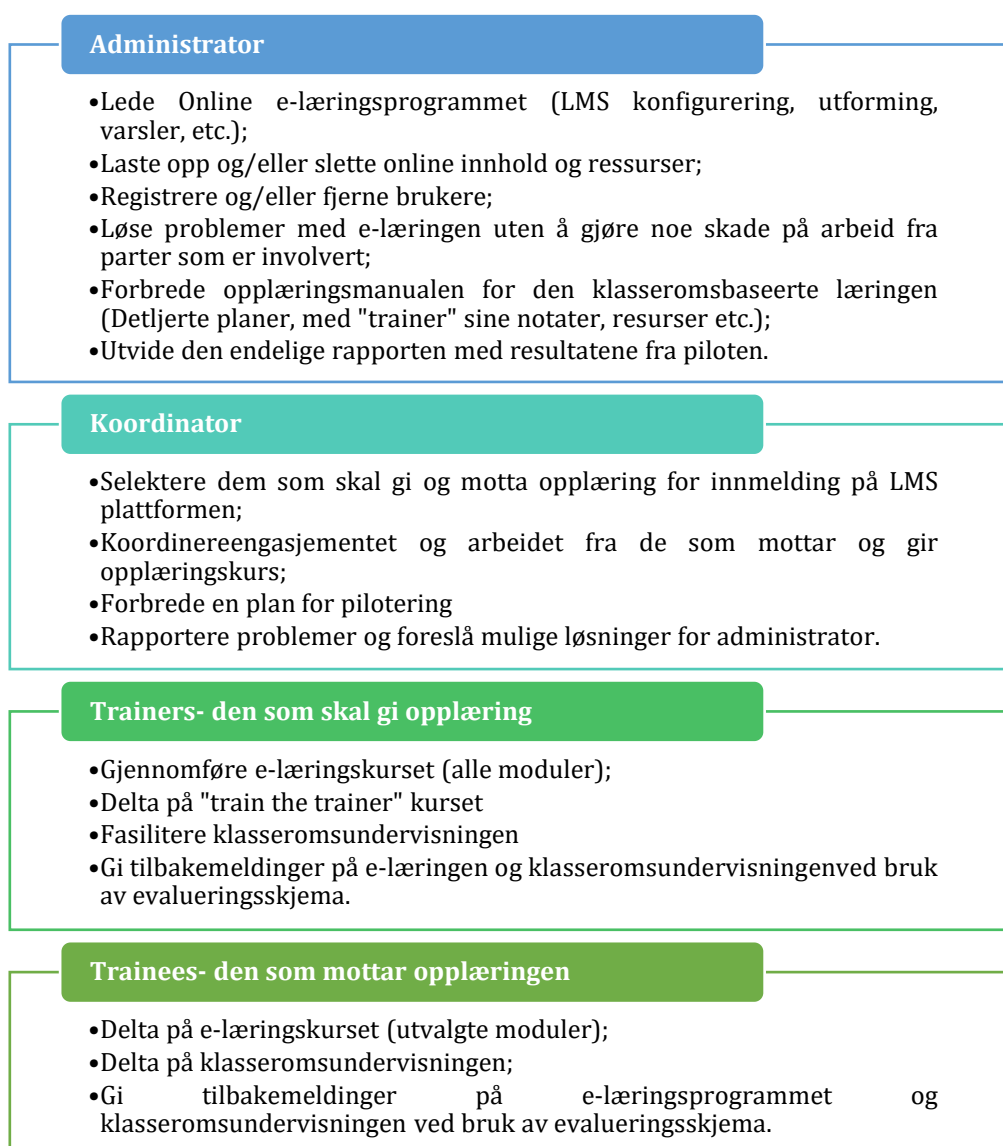 Administrator
•Lede Online e-læringsprogrammet (LMS konfigurering, utforming,
varsler, etc.);
•Laste opp og/eller slette online innhold og ressurser;
•Registrere og/eller fjerne brukere;
•Løse problemer med e-læringen uten å gjøre noe skade på arbeid fra
parter som er involvert;
•Forbrede opplæringsmanualen for den klasseromsbaseerte læringen
(Detljerte planer, med "trainer" sine notater, resurser etc.);
•Utvide den endelige rapporten med resultatene fra piloten.
Koordinator
•Selektere dem som skal gi og motta opplæring for innmelding på LMS
plattformen;
•Koordinereengasjementet og arbeidet fra de som mottar og gir
opplæringskurs;
•Forbrede en plan for pilotering
•Rapportere problemer og foreslå mulige løsninger for administrator.
Trainers- den som skal gi opplæring
•Gjennomføre e-læringskurset (alle moduler);
•Delta på "train the trainer" kurset
•Fasilitere klasseromsundervisningen
•Gi tilbakemeldinger på e-læringen og klasseromsundervisningenved bruk
av evalueringsskjema.
Trainees- den som mottar opplæringen
•Delta på e-læringskurset (utvalgte moduler);
•Delta på klasseromsundervisningen;
•Gi tilbakemeldinger på e-læringsprogrammet og
klasseromsundervisningen ved bruk av evalueringsskjema.